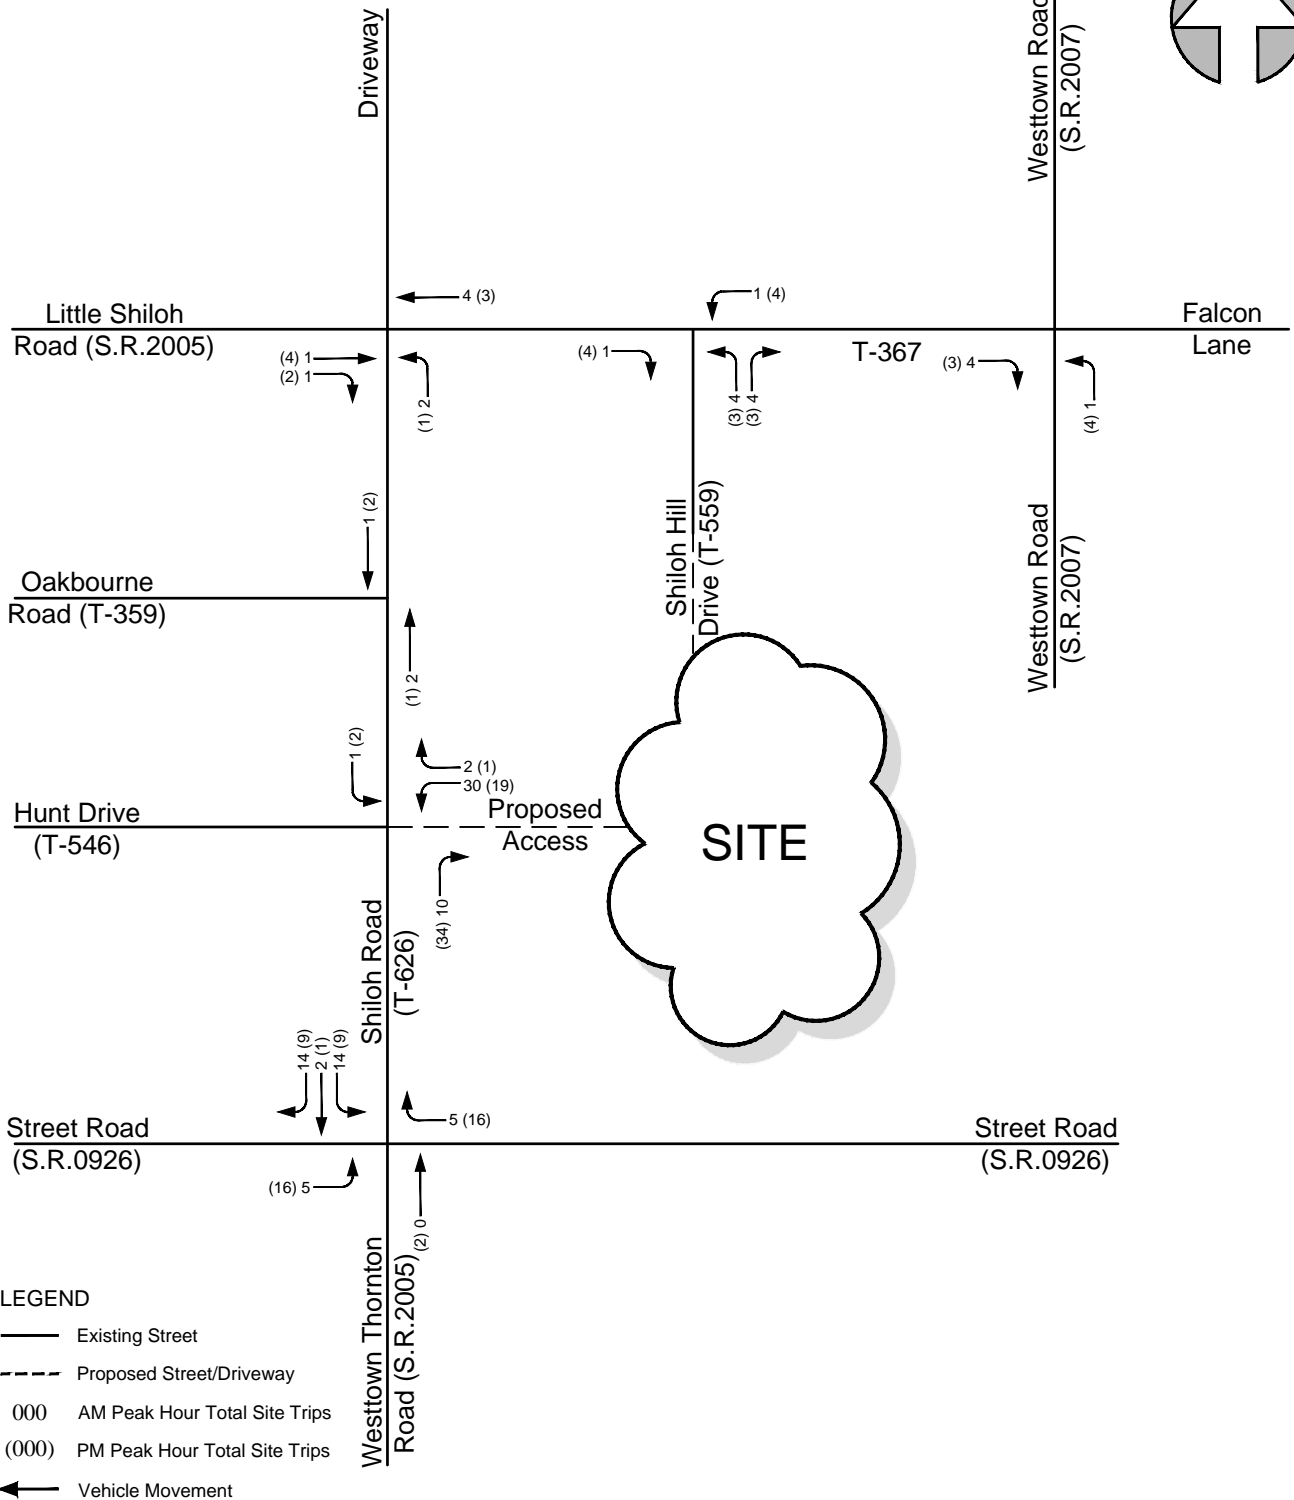 Driveway
Westtown Road
(S.R.2007)
4 (3)
1 (4)
Little Shiloh
Road (S.R.2005)
Falcon
Lane
(4) 1
(2) 1
(1) 2
(4) 1
(3) 4
(3) 4
T-367
(3) 4
(4) 1
1 (2)
Shiloh Hill
Drive (T-559)
Westtown Road
(S.R.2007)
Oakbourne
Road (T-359)
(1) 2
1 (2)
2 (1)
30 (19)
Hunt Drive
(T-546)
Proposed
Access
SITE
(34) 10
Shiloh Road
(T-626)
14 (9)
2 (1)
14 (9)
5 (16)
Street Road
(S.R.0926)
Street Road
(S.R.0926)
(16) 5
(2) 0
Westtown Thornton
Road (S.R.2005)
LEGEND
Existing Street
Proposed Street/Driveway
000 AM Peak Hour Total Site Trips
(000) PM Peak Hour Total Site Trips
Vehicle Movement